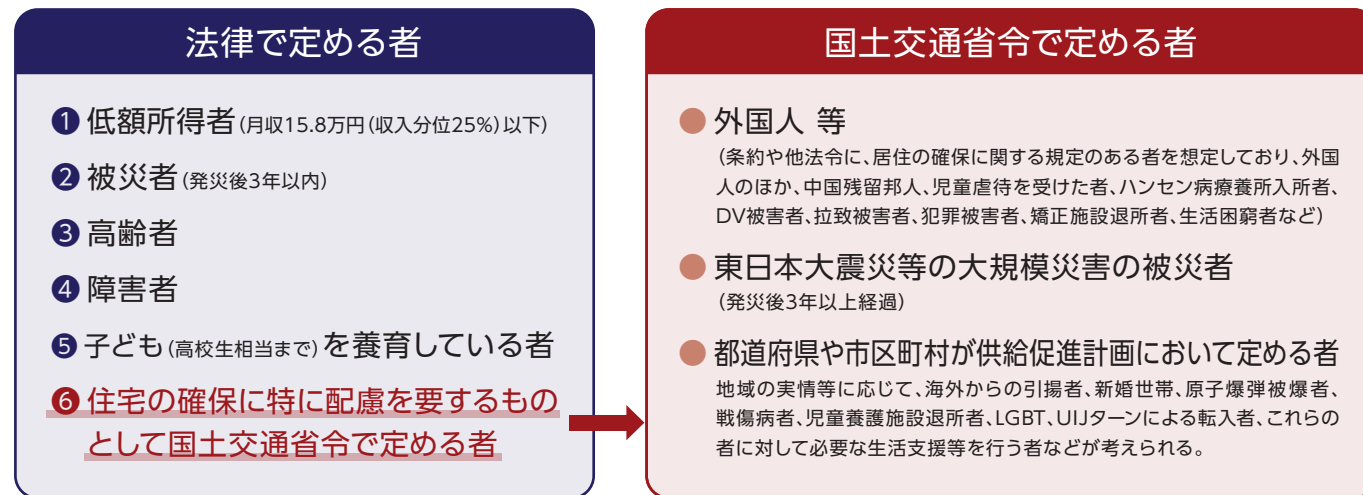 法律で定める者
❶ 低額所得者(月収15.8万円(収入分位25%)以下)
❷ 被災者(発災後3年以内)
❸ 高齢者
❹ 障害者
❺ 子ども(高校生相当まで)を養育している者
❻ 住宅の確保に特に配慮を要するもの
として国土交通省令で定める者
国土交通省令で定める者
● 外国人 等
(条約や他法令に、居住の確保に関する規定のある者を想定しており、外国
人のほか、中国残留邦人、児童虐待を受けた者、ハンセン病療養所入所者、
DV被害者、拉致被害者、犯罪被害者、矯正施設退所者、生活困窮者など)
● 東日本大震災等の大規模災害の被災者
(発災後3年以上経過)
● 都道府県や市区町村が供給促進計画において定める者
地域の実情等に応じて、海外からの引揚者、新婚世帯、原子爆弾被爆者、
戦傷病者、児童養護施設退所者、LGBT、UIJターンによる転入者、これらの
者に対して必要な生活支援等を行う者などが考えられる。